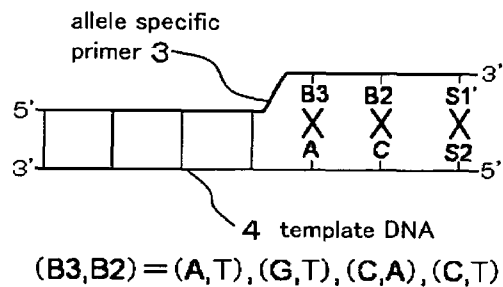 allele specific
primer 3
3'
B3 B2 S1'
5'
X X X
A C S2
3'
5'
4 template DNA
(B3,B2)=(A,T),(G,T),(C,A),(C,T)